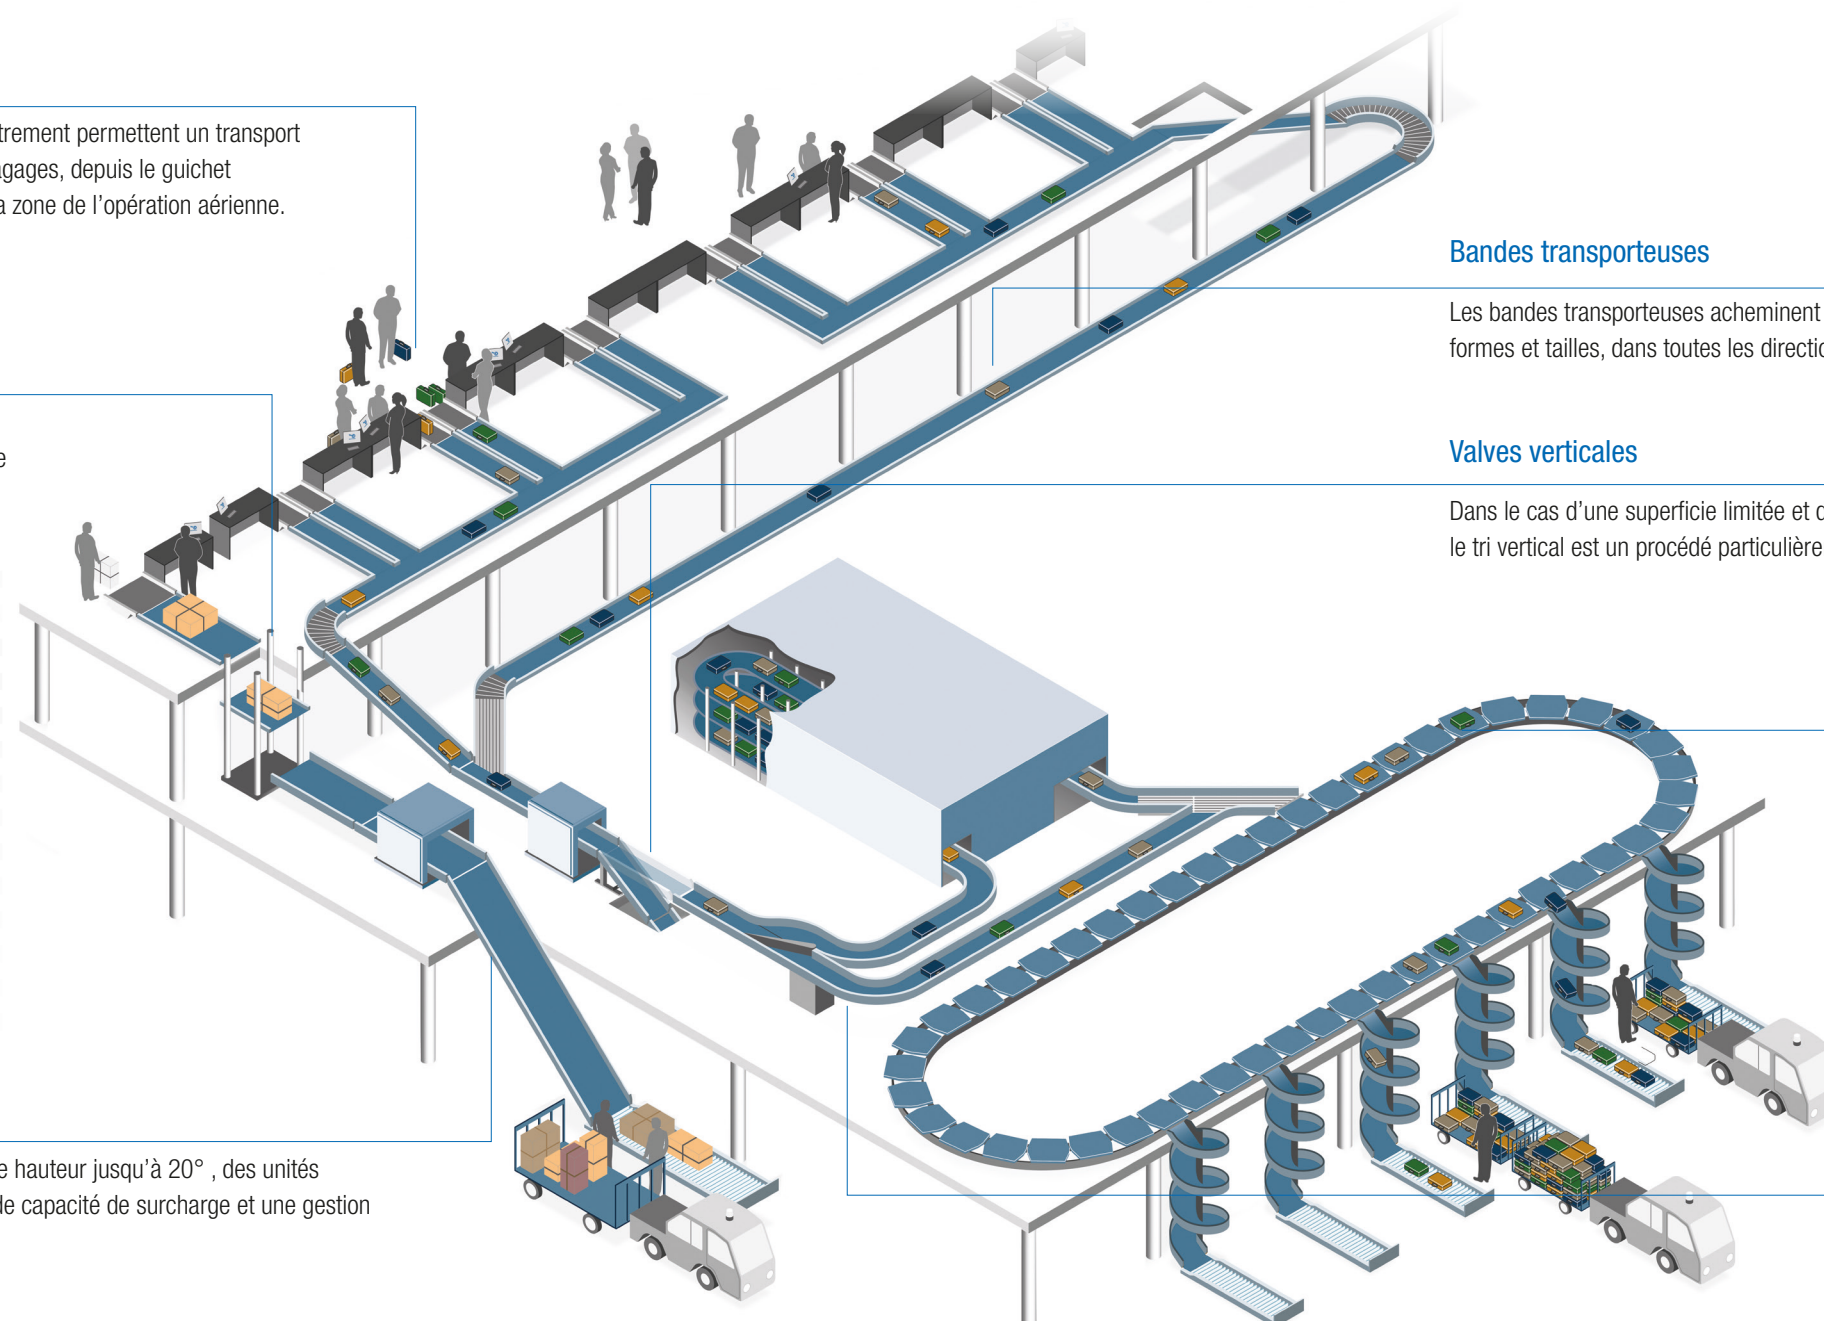 trement permettent un transport
agages, depuis le guichet
a zone de l’opération aérienne.
e
e hauteur jusqu’à 20° , des unités
de capacité de surcharge et une gestion
Bandes transporteuses
Les bandes transporteuses acheminent
formes et tailles, dans toutes les directio
Valves verticales
Dans le cas d’une superficie limitée et d
le tri vertical est un procédé particulière